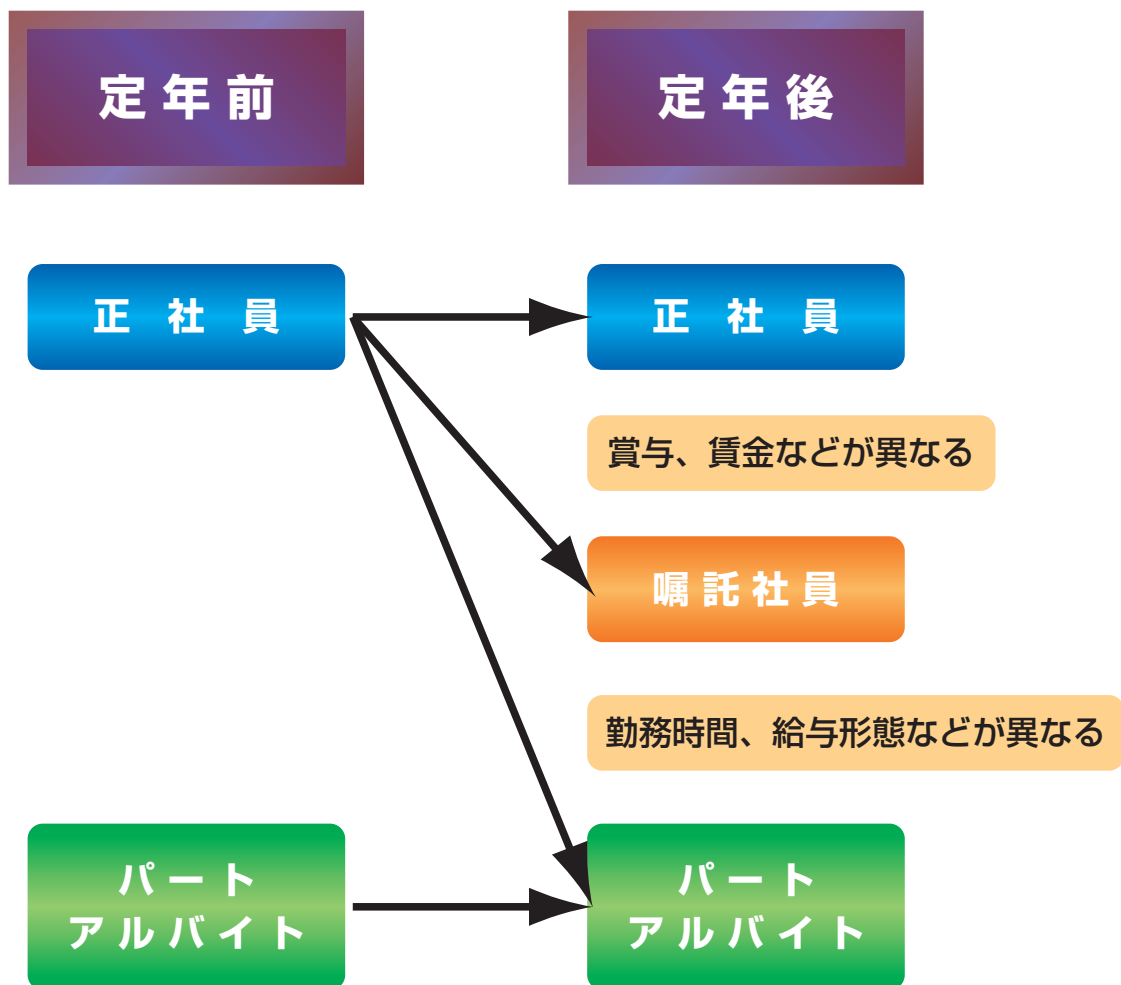 定年前
定年後
正社員
正社員
賞与、賃金などが異なる
嘱託社員
勤務時間、給与形態などが異なる
パート
アルバイト
パート
アルバイト